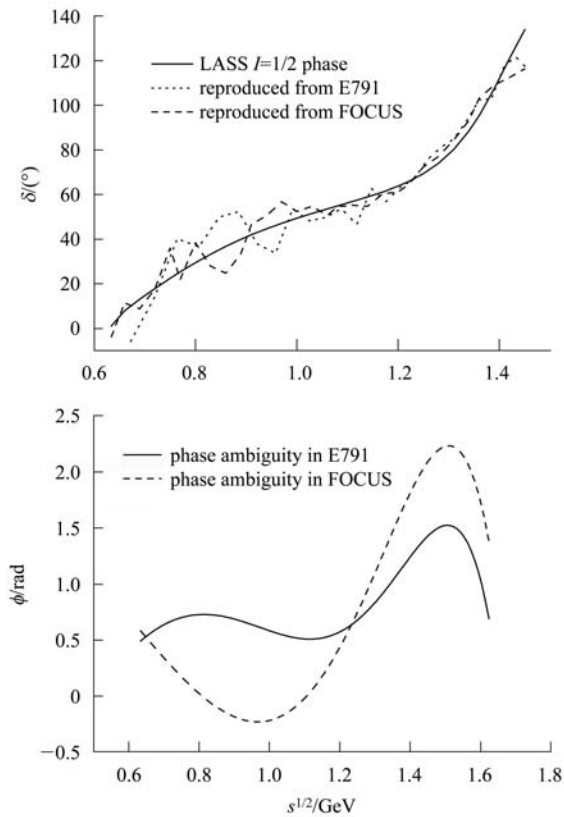 140
120
100
80
60
40
20
0
δ/(°)
LASS I=1/2 phase
reproduced from E791
reproduced from FOCUS
0.6 0.8 1.0 1.2 1.4
2.5
2.0
1.5
1.0
0.5
0
−0.5
ϕ/rad
phase ambiguity in E791
phase ambiguity in FOCUS
0.6 0.8 1.0 1.2 1.4 1.6 1.8
s^{1/2}/GeV